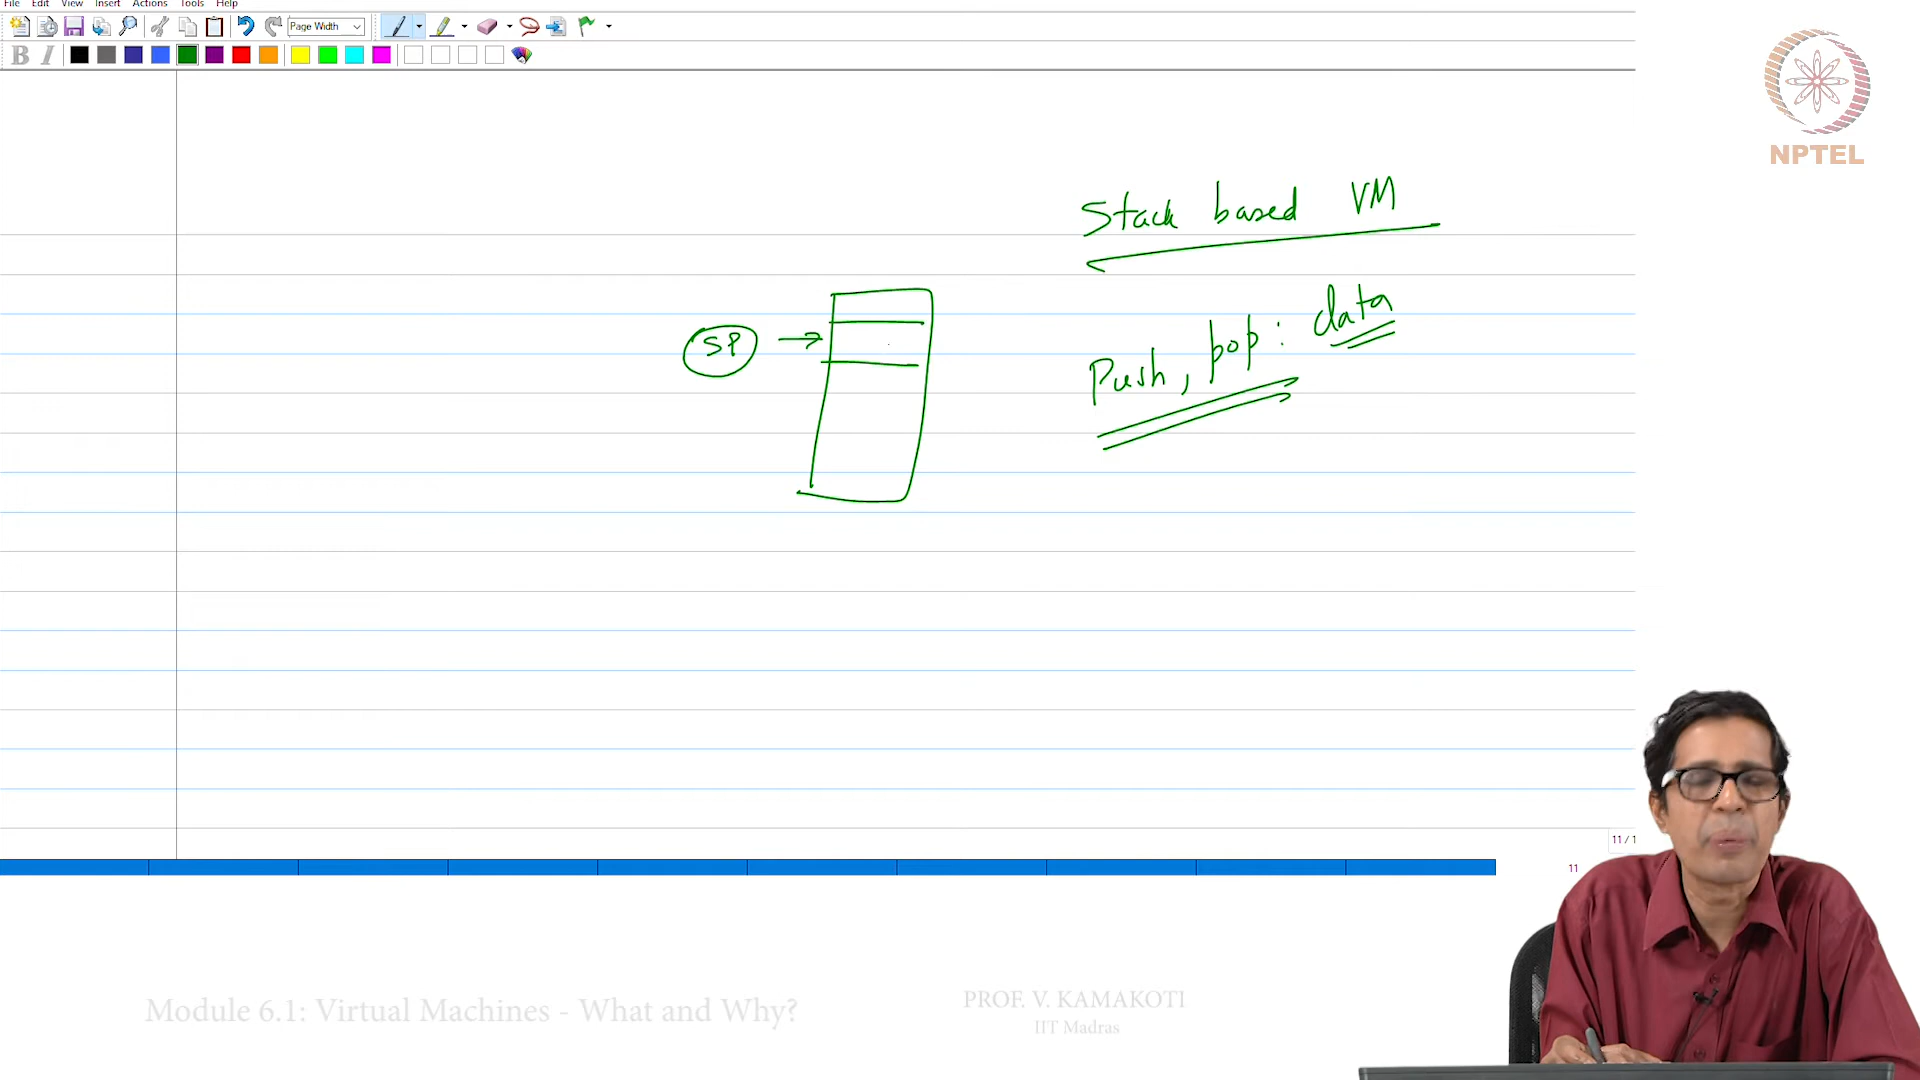 File Edit View Insert Actions Tools Help
Page Width
B I
NPTEL
Stack based VM
SP
Push, pop: data
11 / 1
11
Module 6.1: Virtual Machines - What and Why?
PROF. V. KAMAKOTI
IIT Madras